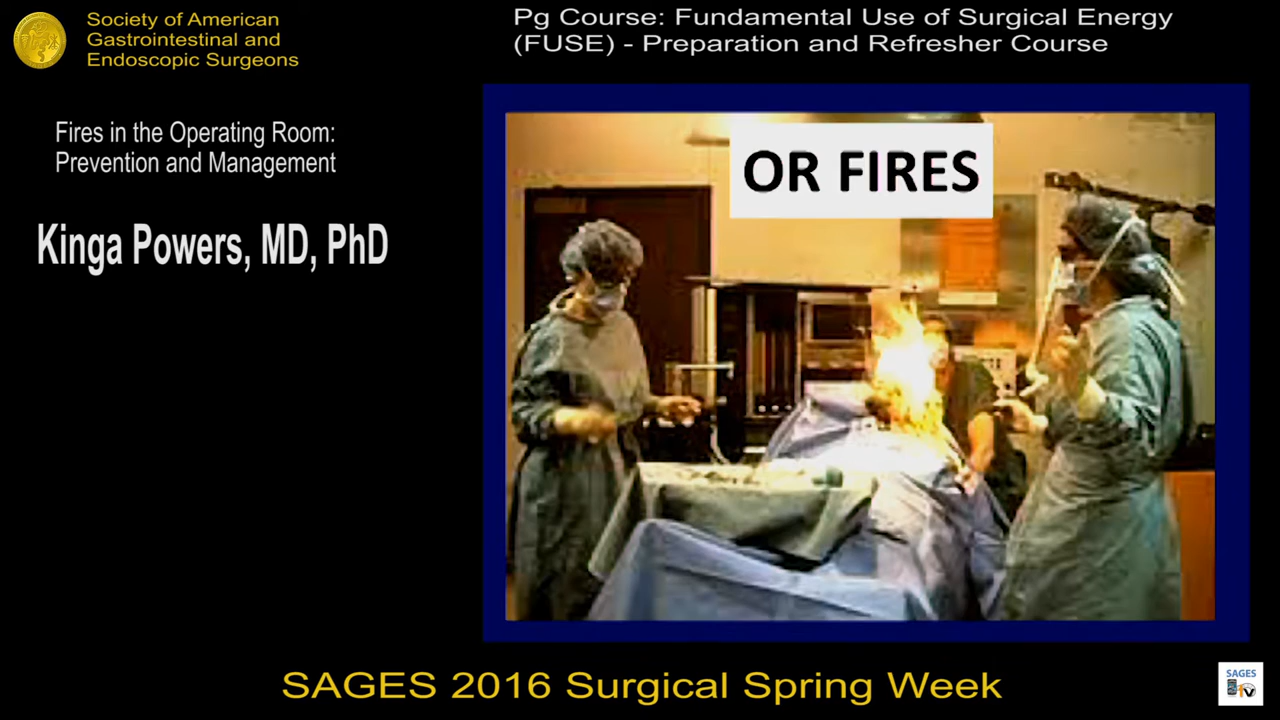 Society of American
Gastrointestinal and
Endoscopic Surgeons
Pg Course: Fundamental Use of Surgical Energy
(FUSE) - Preparation and Refresher Course
Fires in the Operating Room:
Prevention and Management
Kinga Powers, MD, PhD
OR FIRES
SAGES 2016 Surgical Spring Week
SAGES
TV